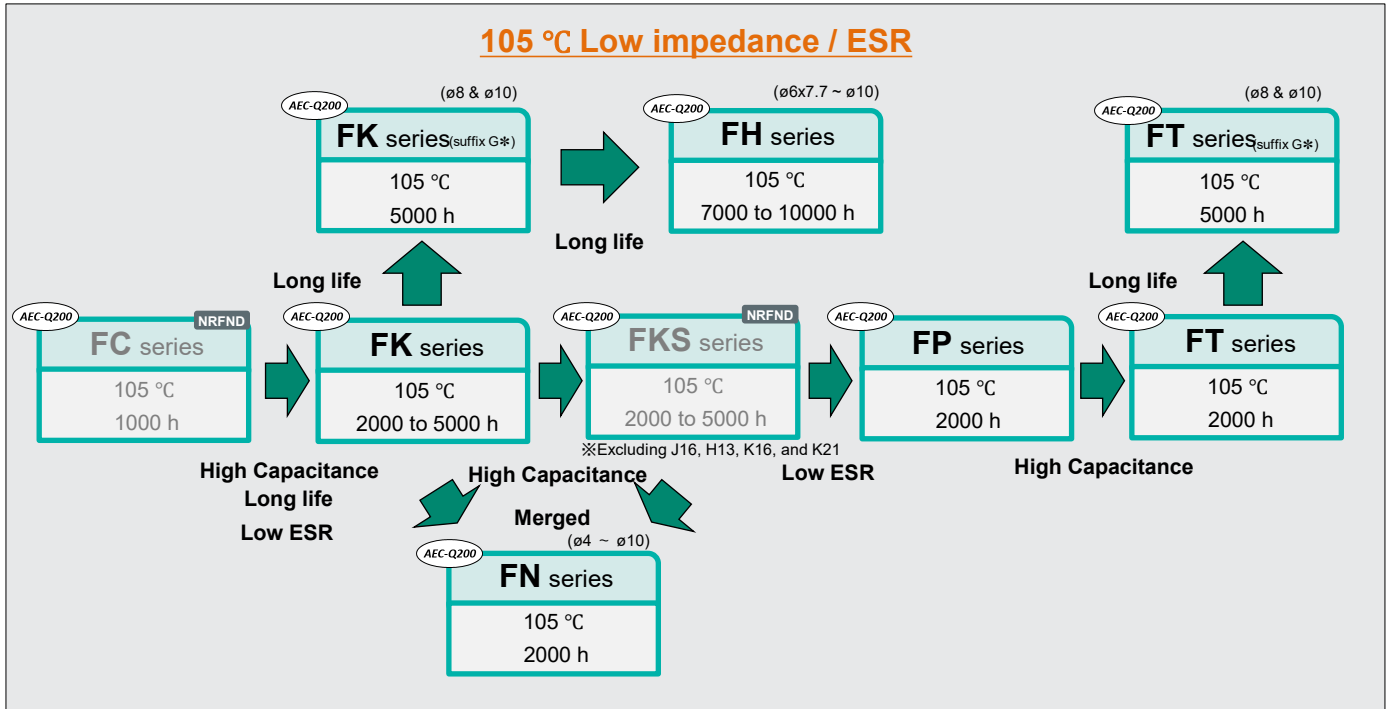 105 ℃ Low impedance / ESR
(ø8 & ø10)
AEC-Q200
FK series(suffix G✻)
105 ℃
5000 h
Long life
(ø6x7.7 ~ ø10)
AEC-Q200
FH series
105 ℃
7000 to 10000 h
(ø8 & ø10)
AEC-Q200
FT series(suffix G✻)
105 ℃
5000 h
Long life
Long life
AEC-Q200
NRFND
FC series
105 ℃
1000 h
High Capacitance
Long life
Low ESR
AEC-Q200
FK series
105 ℃
2000 to 5000 h
High Capacitance
AEC-Q200
NRFND
FKS series
105 ℃
2000 to 5000 h
※Excluding J16, H13, K16, and K21
Low ESR
AEC-Q200
FP series
105 ℃
2000 h
High Capacitance
AEC-Q200
FT series
105 ℃
2000 h
Merged
(ø4 ~ ø10)
AEC-Q200
FN series
105 ℃
2000 h